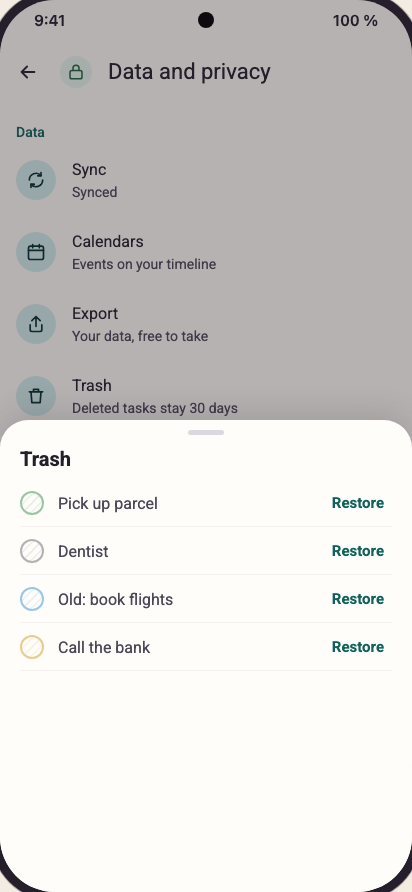 9:41
100 %
Data and privacy
Data
Sync
Synced
Calendars
Events on your timeline
Export
Your data, free to take
Trash
Deleted tasks stay 30 days
Trash
Pick up parcel Restore
Dentist Restore
Old: book flights Restore
Call the bank Restore